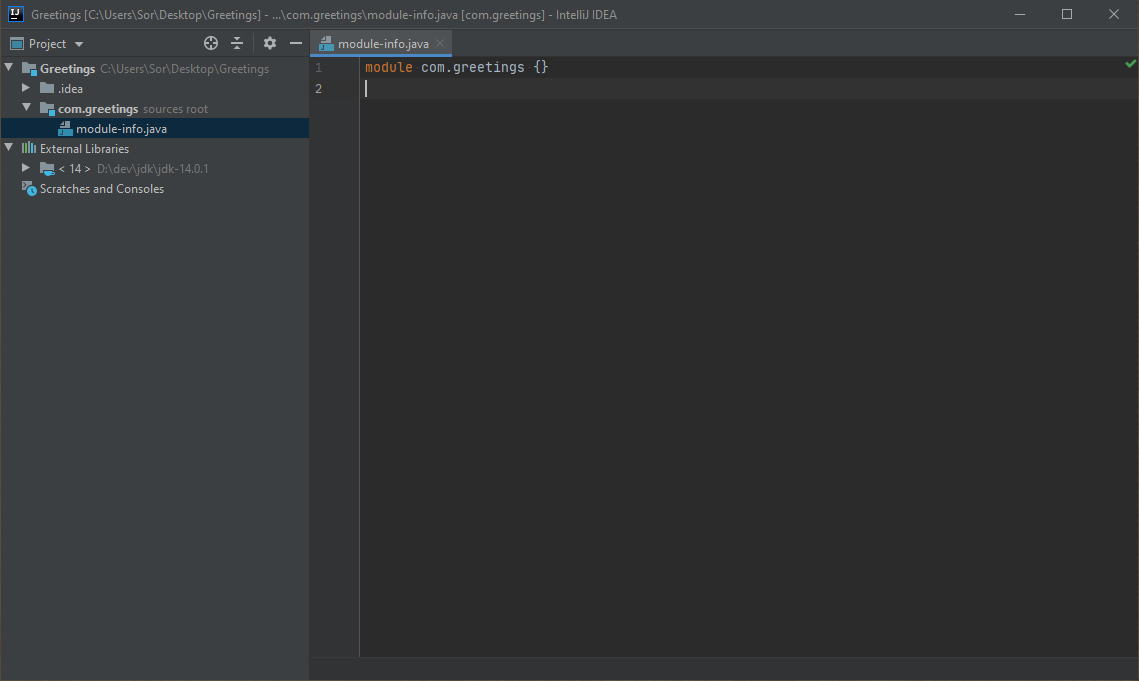 Greetings [C:\Users\Sor\Desktop\Greetings] - ...\com.greetings\module-info.java [com.greetings] - IntelliJ IDEA
Project
module-info.java
Greetings C:\Users\Sor\Desktop\Greetings
.idea
com.greetings sources root
module-info.java
External Libraries
< 14 > D:\dev\jdk\jdk-14.0.1
Scratches and Consoles
1 module com.greetings {}
2